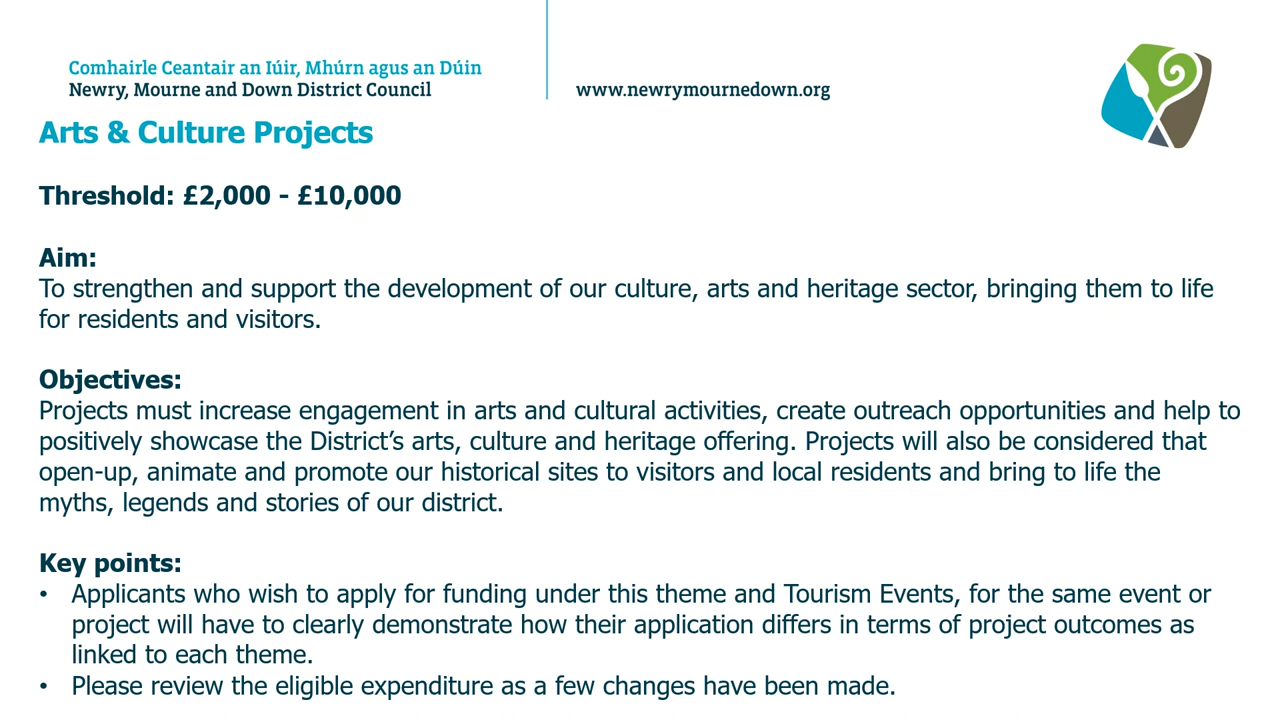 Comhairle Ceantair an Iúir, Mhúrn agus an Dúin
Newry, Mourne and Down District Council
www.newrymournedown.org
Arts & Culture Projects
Threshold: £2,000 - £10,000
Aim:
To strengthen and support the development of our culture, arts and heritage sector, bringing them to life
for residents and visitors.
Objectives:
Projects must increase engagement in arts and cultural activities, create outreach opportunities and help to
positively showcase the District’s arts, culture and heritage offering. Projects will also be considered that
open-up, animate and promote our historical sites to visitors and local residents and bring to life the
myths, legends and stories of our district.
Key points:
• Applicants who wish to apply for funding under this theme and Tourism Events, for the same event or
project will have to clearly demonstrate how their application differs in terms of project outcomes as
linked to each theme.
• Please review the eligible expenditure as a few changes have been made.